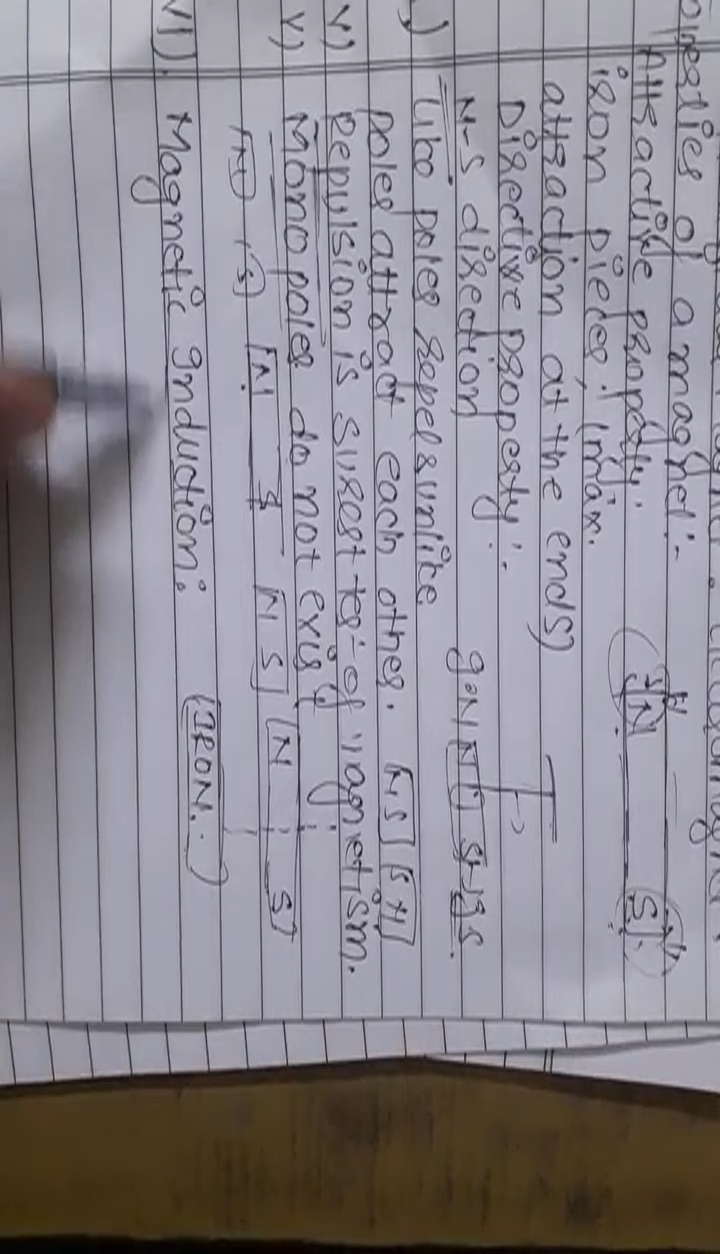 of a magnet:-
Attractive property:
iron pieces, (max.
attraction at the ends)
N
S
Directive property:-
N-S direction
g.N N S g.S
Like poles repel & unlike
poles attract each other. N S S N
v) Repulsion is surest test of magnetism.
v) Mono poles do not exist
(N) (S) N S N S N S
VI). Magnetic Induction: (IRON..)